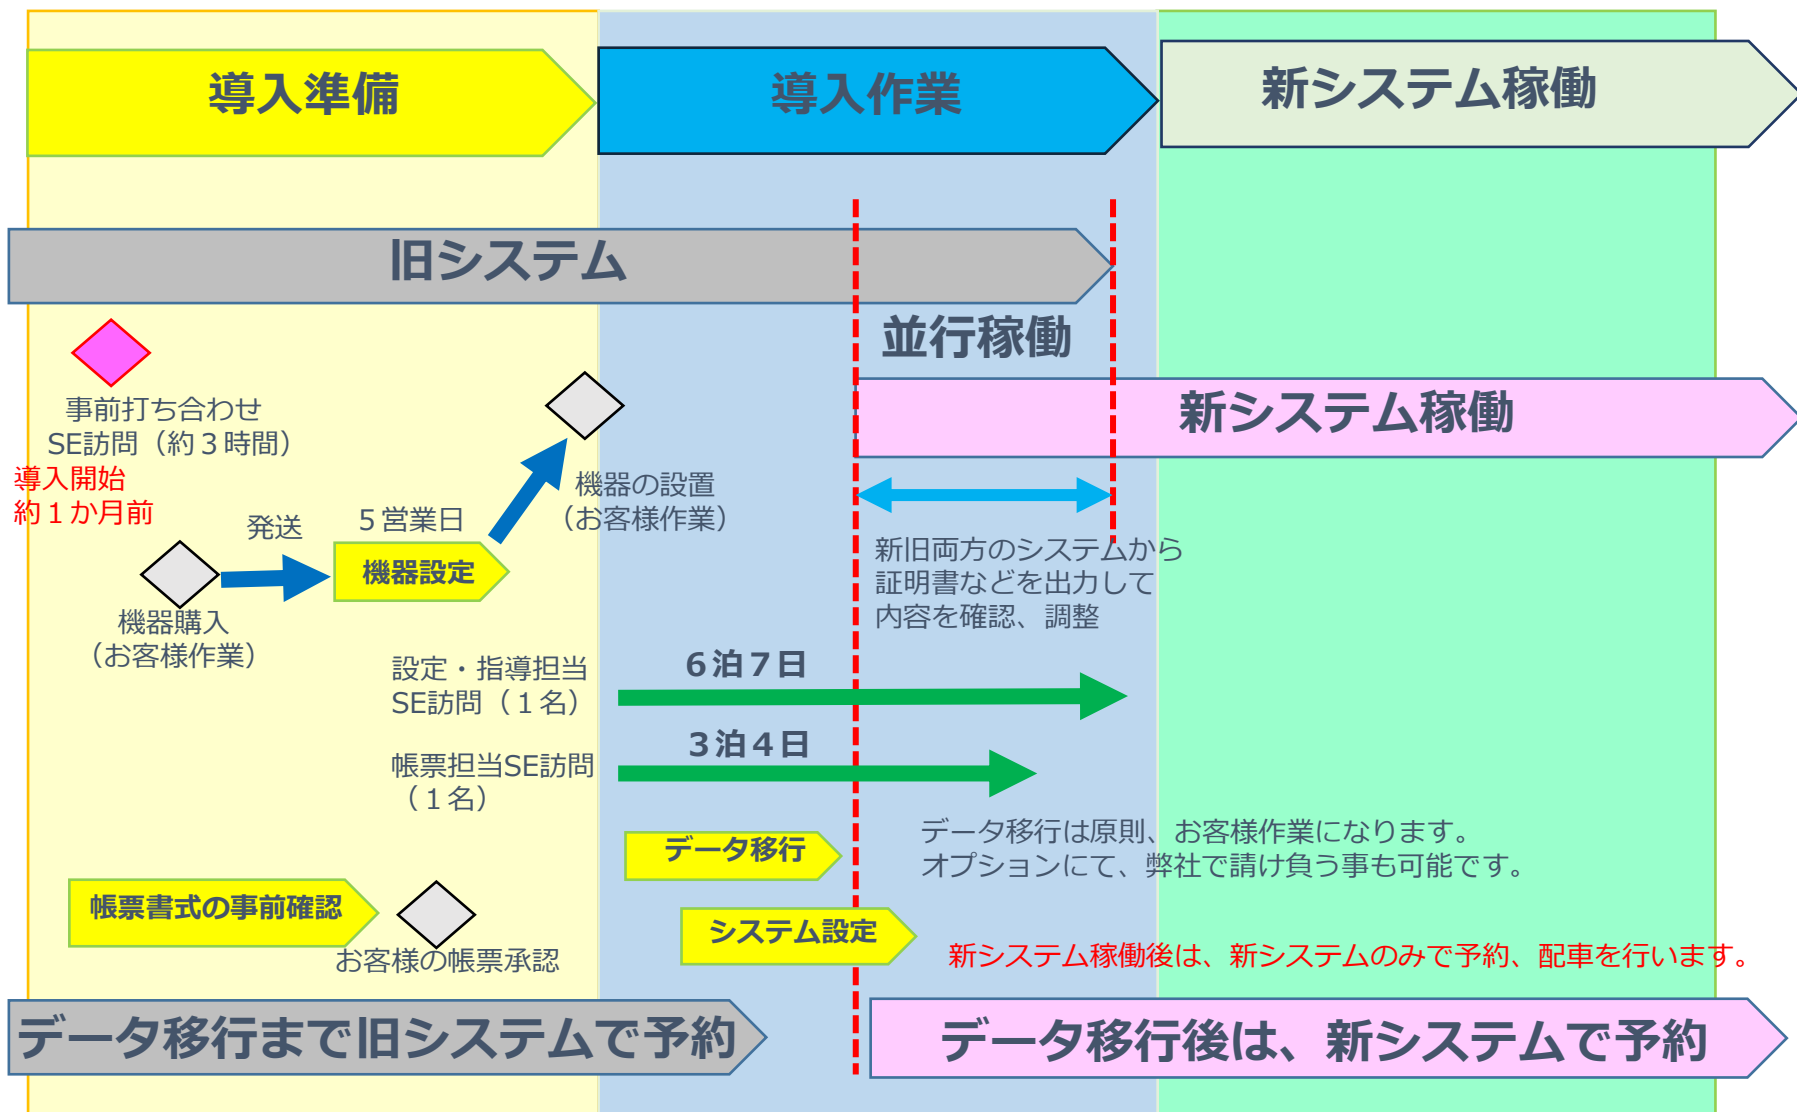 導入準備
導入作業
新システム稼働
旧システム
並行稼働
新システム稼働
事前打ち合わせ
SE訪問（約３時間）
導入開始
約１か月前
機器の設置
（お客様作業）
発送
５営業日
機器設定
機器購入
（お客様作業）
新旧両方のシステムから
証明書などを出力して
内容を確認、調整
設定・指導担当
SE訪問（１名）
６泊７日
帳票担当SE訪問
（１名）
３泊４日
データ移行
データ移行は原則、お客様作業になります。
オプションにて、弊社で請け負う事も可能です。
帳票書式の事前確認
お客様の帳票承認
システム設定
新システム稼働後は、新システムのみで予約、配車を行います。
データ移行まで旧システムで予約
データ移行後は、新システムで予約